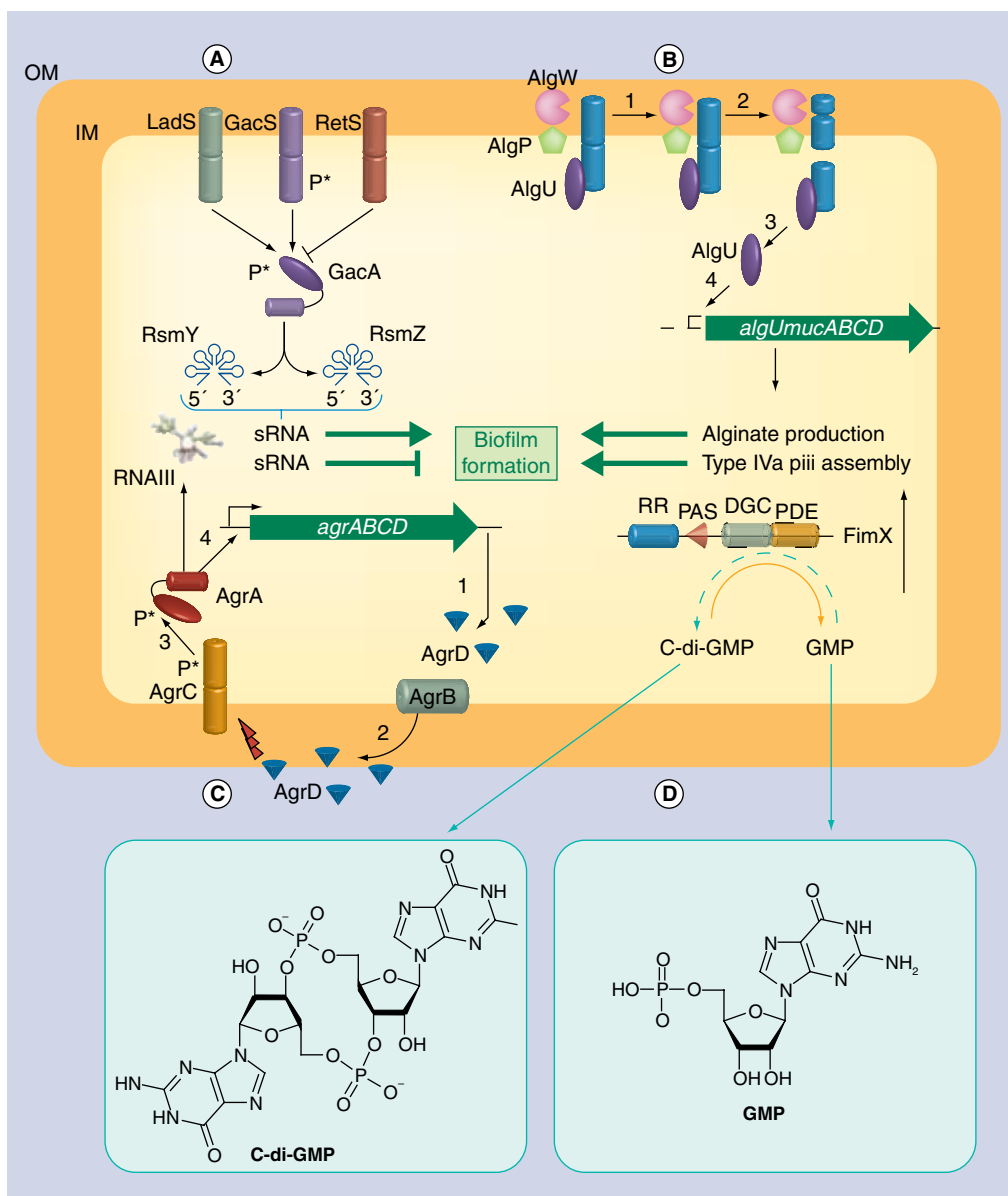 A
B
OM
IM
LadS GacS RetS
P*
P* GacA
AlgW
1 2
AlgP
AlgU
3
AlgU
4
algUmucABCD
RsmY RsmZ
5´ 3´ 5´ 3´
sRNA
sRNA
Biofilm
formation
Alginate production
Type IVa piii assembly
RNAIII
agrABCD
4
AgrA
P*
3
P*
AgrC
1
AgrD
AgrB
2
AgrD
RR PAS DGC PDE
FimX
C-di-GMP GMP
C
D
O
O
NH
N
N
N
N
O⁻
P
O
O
HO
O
O
O
O
OH
N
P
O⁻
O
HN
N
N
NH
N
O
C-di-GMP
O
NH
N
N
N
NH₂
O
HO P O
O
O
OH OH
GMP